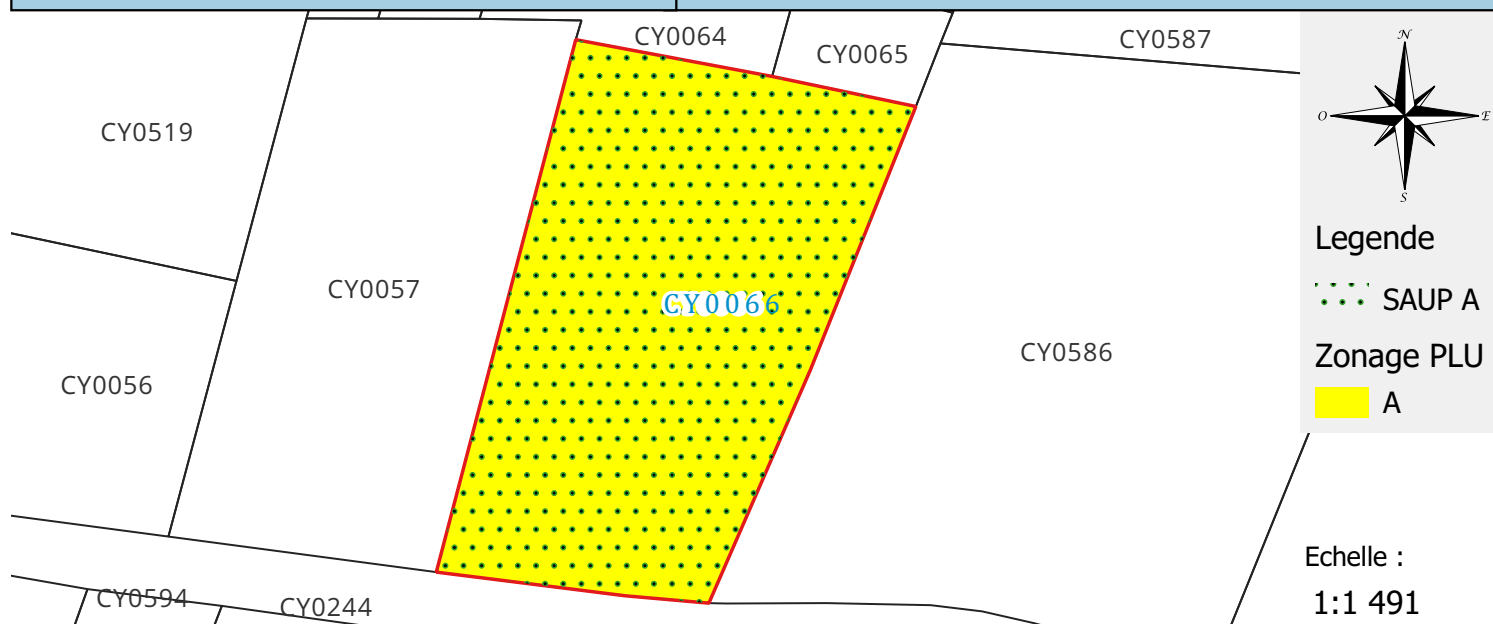 CY0064
CY0065
CY0587
CY0519
CY0057
CY0066
CY0586
CY0056
CY0594
CY0244
N
O
E
S
Legende
SAUP A
Zonage PLU
A
Echelle :
1:1 491